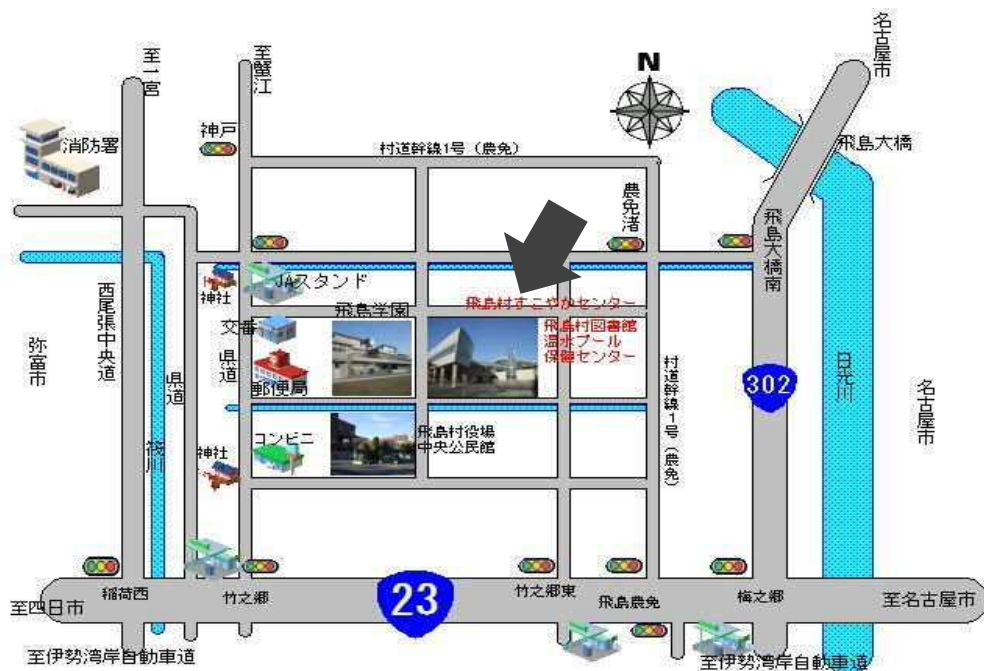 名古屋市
至一宮
至蟹江
N
消防署
神戸
村道幹線1号（農免）
飛島大橋
農免渚
飛島大橋南
神社
JAスタンド
飛島村すこやかセンター
飛島学園
飛島村図書館
温水プール
保健センター
交番
西尾張中央道
弥富市
県道
県道
郵便局
村道幹線1号（農免）
302
日光川
名古屋市
コンビニ
飛島村役場
中央公民館
筏川
神社
稲荷西
竹之郷
23
竹之郷東
飛島農免
梅之郷
至四日市
至名古屋市
至伊勢湾岸自動車道
至伊勢湾岸自動車道